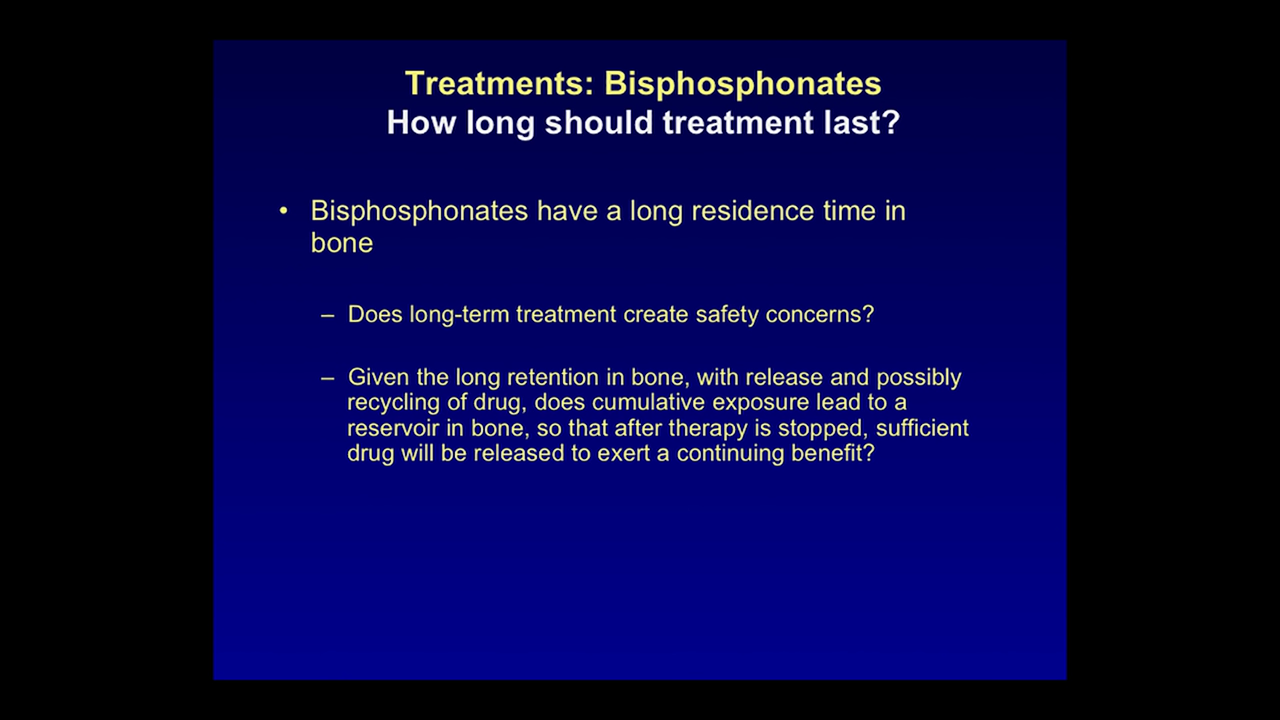 Treatments: Bisphosphonates
How long should treatment last?
• Bisphosphonates have a long residence time in
bone
– Does long-term treatment create safety concerns?
– Given the long retention in bone, with release and possibly
recycling of drug, does cumulative exposure lead to a
reservoir in bone, so that after therapy is stopped, sufficient
drug will be released to exert a continuing benefit?